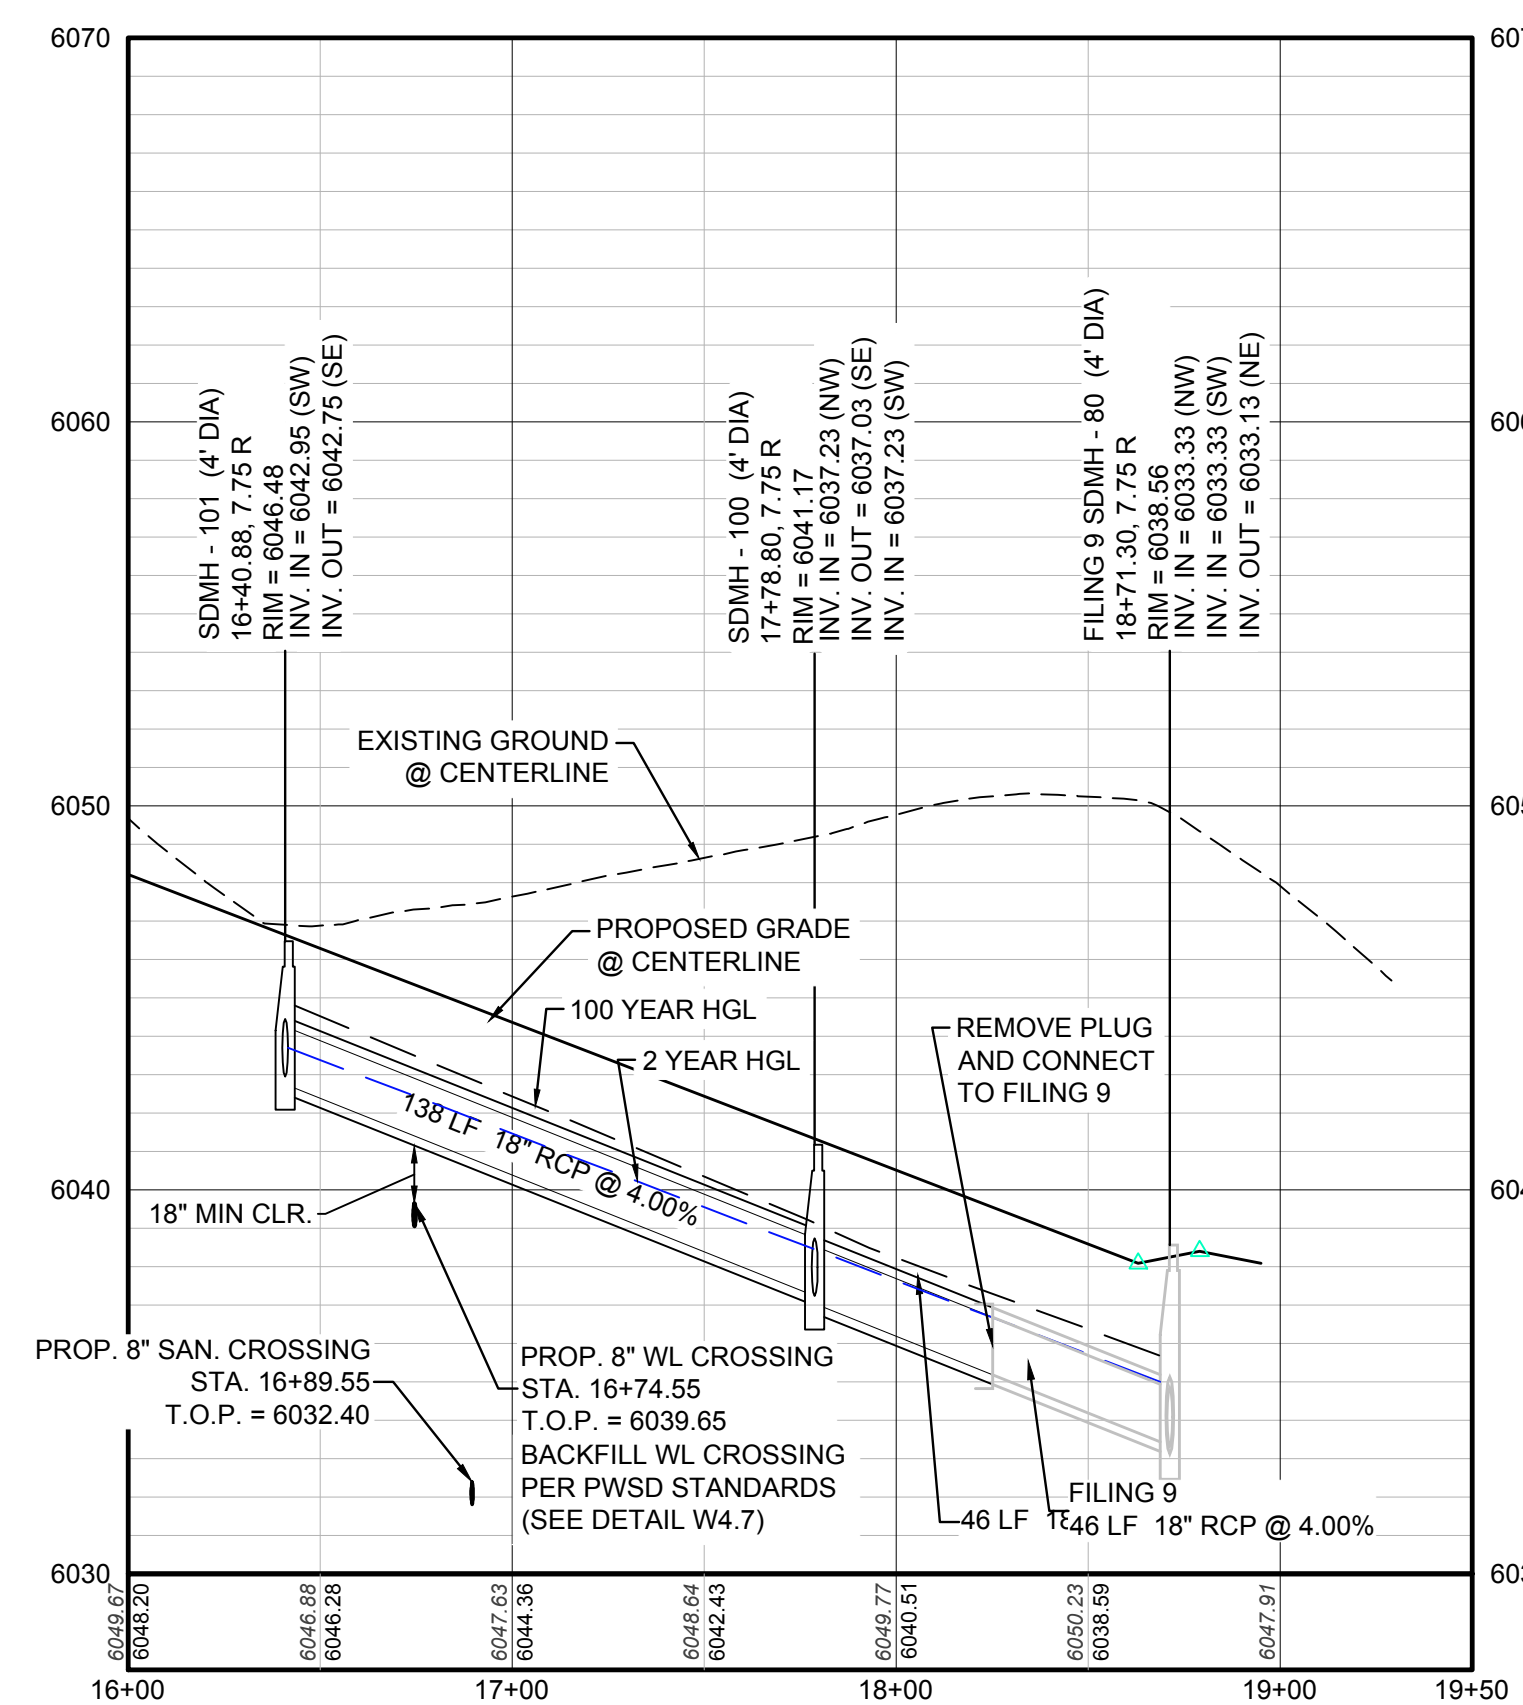 6070
6060
6050
6040
6030
SDMH - 101 (4' DIA)
16+40.88, 7.75 R
RIM = 6046.48
INV. IN = 6042.95 (SW)
INV. OUT = 6042.75 (SE)
SDMH - 100 (4' DIA)
17+78.80, 7.75 R
RIM = 6041.17
INV. IN = 6037.23 (NW)
INV. OUT = 6037.03 (SE)
INV. IN = 6037.23 (SW)
FILING 9 SDMH - 80 (4' DIA)
18+71.30, 7.75 R
RIM = 6038.56
INV. IN = 6033.33 (NW)
INV. IN = 6033.33 (SW)
INV. OUT = 6033.13 (NE)
EXISTING GROUND
@ CENTERLINE
PROPOSED GRADE
@ CENTERLINE
100 YEAR HGL
2 YEAR HGL
REMOVE PLUG
AND CONNECT
TO FILING 9
138 LF 18" RCP @ 4.00%
18" MIN CLR.
PROP. 8" SAN. CROSSING
STA. 16+89.55
T.O.P. = 6032.40
PROP. 8" WL CROSSING
STA. 16+74.55
T.O.P. = 6039.65
BACKFILL WL CROSSING
PER PWSD STANDARDS
(SEE DETAIL W4.7)
46 LF
FILING 9
46 LF 18" RCP @ 4.00%
6049.67
6048.20
6046.88
6046.28
6047.63
6044.36
6048.64
6042.43
6049.77
6040.51
6050.23
6038.59
6047.91
16+00
17+00
18+00
19+00
19+50